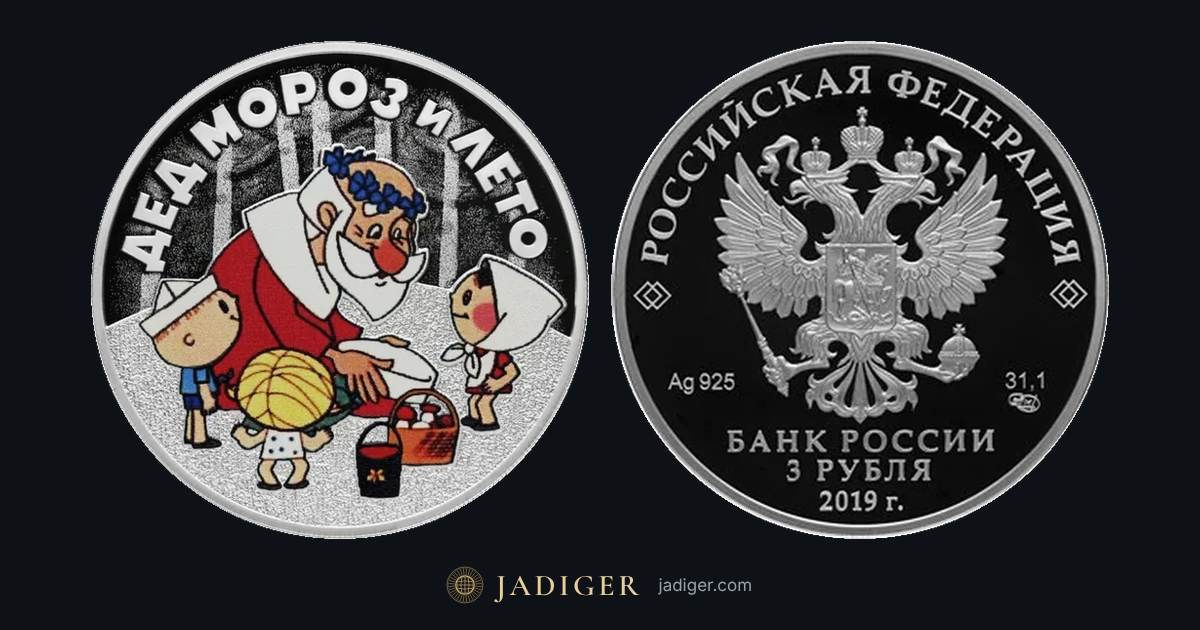 ДЕД МОРОЗ И ЛЕТО
РОССИЙСКАЯ ФЕДЕРАЦИЯ
Ag 925
31,1
БАНК РОССИИ
3 РУБЛЯ
2019 г.
JADIGER
jadiger.com